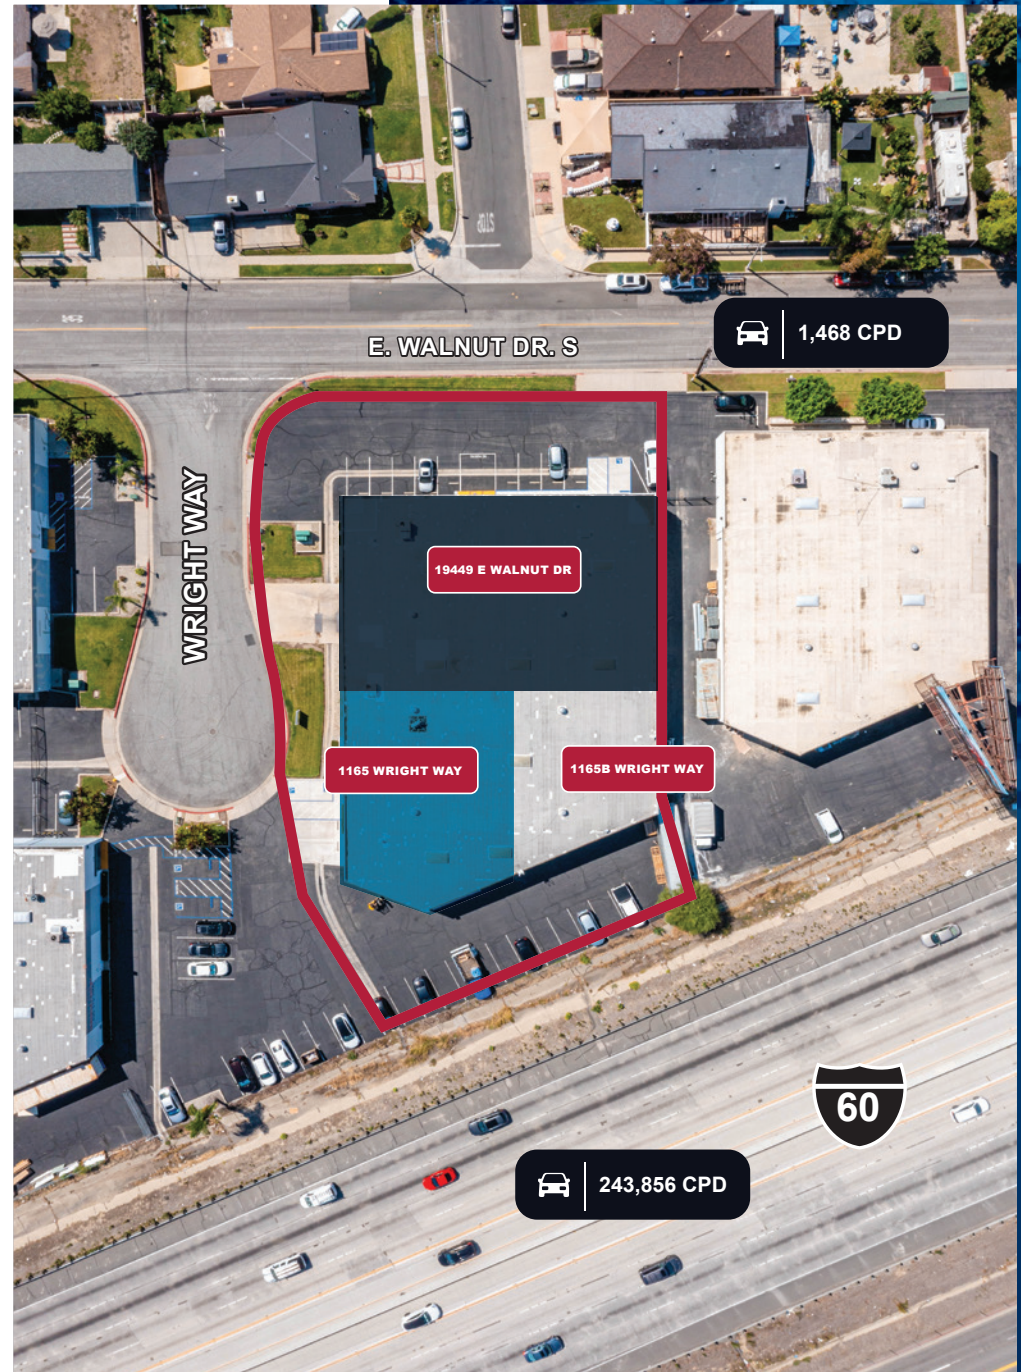 STOP
E. WALNUT DR. S
1,468 CPD
WRIGHT WAY
19449 E WALNUT DR
1165 WRIGHT WAY
1165B WRIGHT WAY
60
243,856 CPD